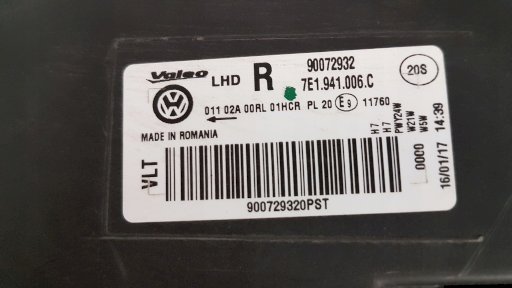 Valeo LHD R 90072932
7E1.941.006.C
20S
011 02A 00RL 01HCR PL 20 E9 11760
MADE IN ROMANIA
VLT
900729320PST
H7
H7
PWY24W
W21W
W5W
0000
16/01/17 14:39